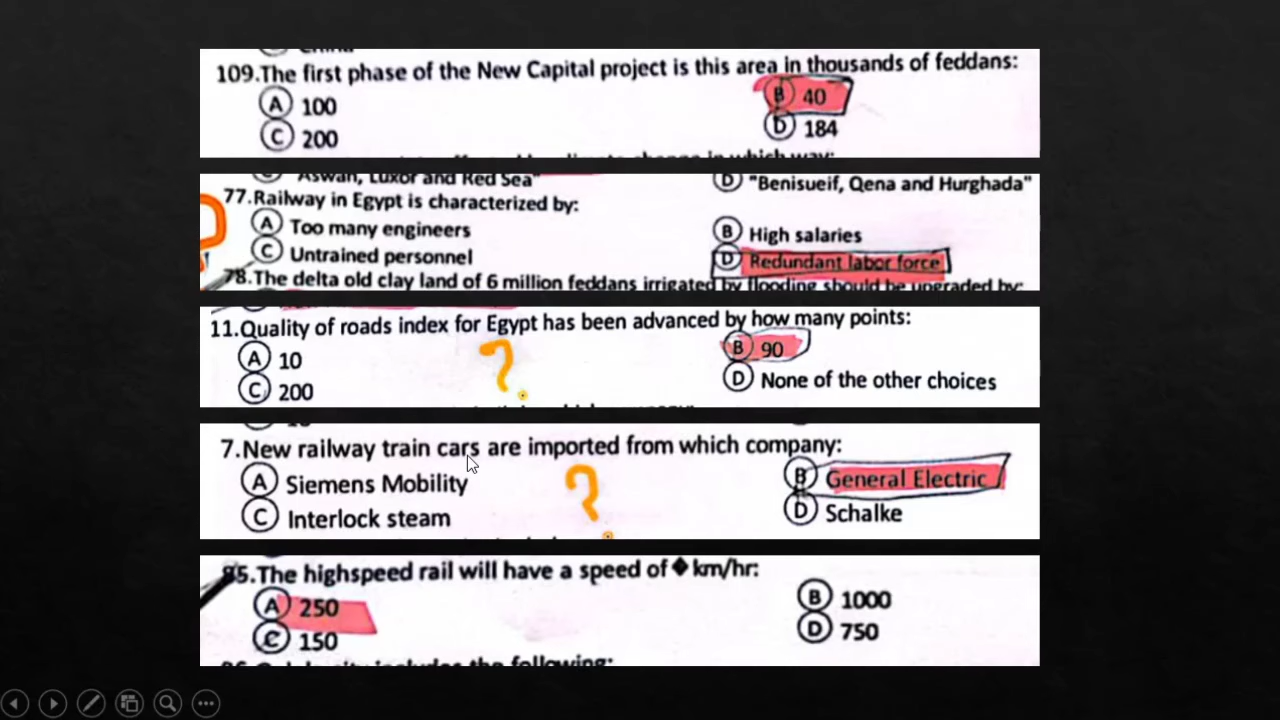 109.The first phase of the New Capital project is this area in thousands of feddans:
A 100
B 40
C 200
D 184
Aswan, Luxor and Red Sea"
D "Benisueif, Qena and Hurghada"
77.Railway in Egypt is characterized by:
A Too many engineers
B High salaries
C Untrained personnel
D Redundant labor force
78.The delta old clay land of 6 million feddans irrigated by flooding should be upgraded by:
11.Quality of roads index for Egypt has been advanced by how many points:
A 10
B 90
?
C 200
D None of the other choices
7.New railway train cars are imported from which company:
A Siemens Mobility
B General Electric
?
C Interlock steam
D Schalke
85.The highspeed rail will have a speed of � km/hr:
A 250
B 1000
C 150
D 750
includes the following: